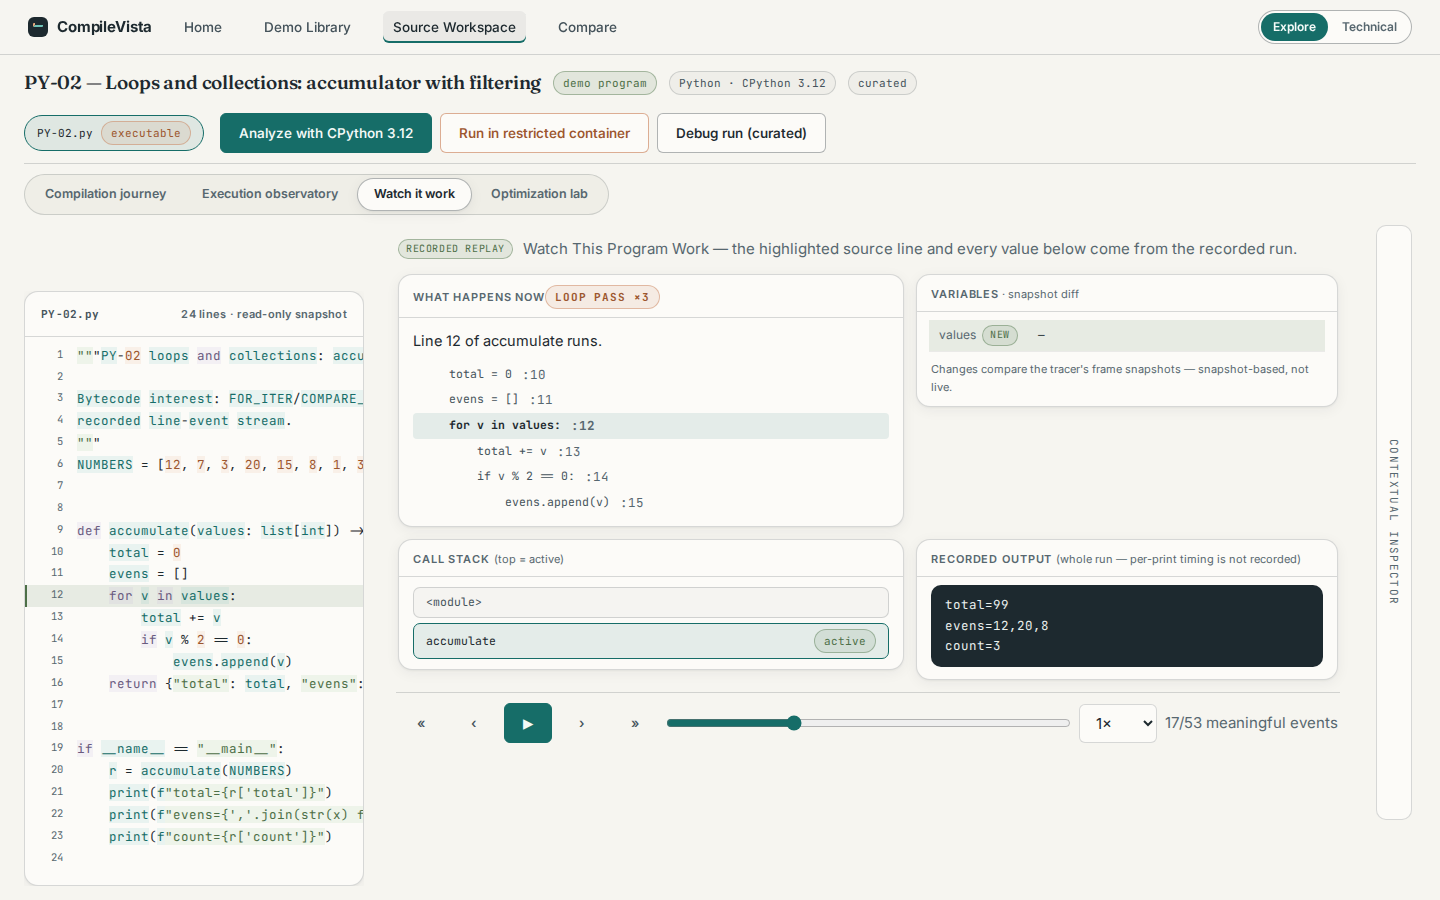 CompileVista
Home
Demo Library
Source Workspace
Compare
Explore
Technical
PY-02 — Loops and collections: accumulator with filtering
demo program
Python · CPython 3.12
curated
PY-02.py
executable
Analyze with CPython 3.12
Run in restricted container
Debug run (curated)
Compilation journey
Execution observatory
Watch it work
Optimization lab
RECORDED REPLAY
Watch This Program Work — the highlighted source line and every value below come from the recorded run.
PY-02.py
24 lines · read-only snapshot
1 """PY-02 loops and collections: accu
2
3 Bytecode interest: FOR_ITER/COMPARE_
4 recorded line-event stream.
5 """
6 NUMBERS = [12, 7, 3, 20, 15, 8, 1, 3
7
8
9 def accumulate(values: list[int]) →
10 total = 0
11 evens = []
12 for v in values:
13 total += v
14 if v % 2 == 0:
15 evens.append(v)
16 return {"total": total, "evens":
17
18
19 if __name__ == "__main__":
20 r = accumulate(NUMBERS)
21 print(f"total={r['total']}")
22 print(f"evens={','.join(str(x) f
23 print(f"count={r['count']}")
24
WHAT HAPPENS NOW
LOOP PASS ×3
Line 12 of accumulate runs.
total = 0 :10
evens = [] :11
for v in values: :12
total += v :13
if v % 2 == 0: :14
evens.append(v) :15
VARIABLES · snapshot diff
values NEW —
Changes compare the tracer's frame snapshots — snapshot-based, not
live.
CALL STACK (top = active)
<module>
accumulate
active
RECORDED OUTPUT (whole run — per-print timing is not recorded)
total=99
evens=12,20,8
count=3
«
‹
▶
›
»
1×
17/53 meaningful events
CONTEXTUAL INSPECTOR